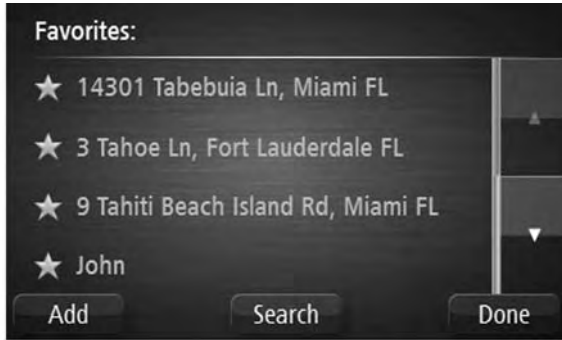 Favorites:
14301 Tabebuia Ln, Miami FL
3 Tahoe Ln, Fort Lauderdale FL
9 Tahiti Beach Island Rd, Miami FL
John
Add Search Done